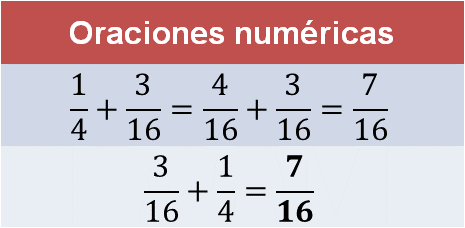 Oraciones numéricas
1/4 + 3/16 = 4/16 + 3/16 = 7/16
3/16 + 1/4 = 7/16